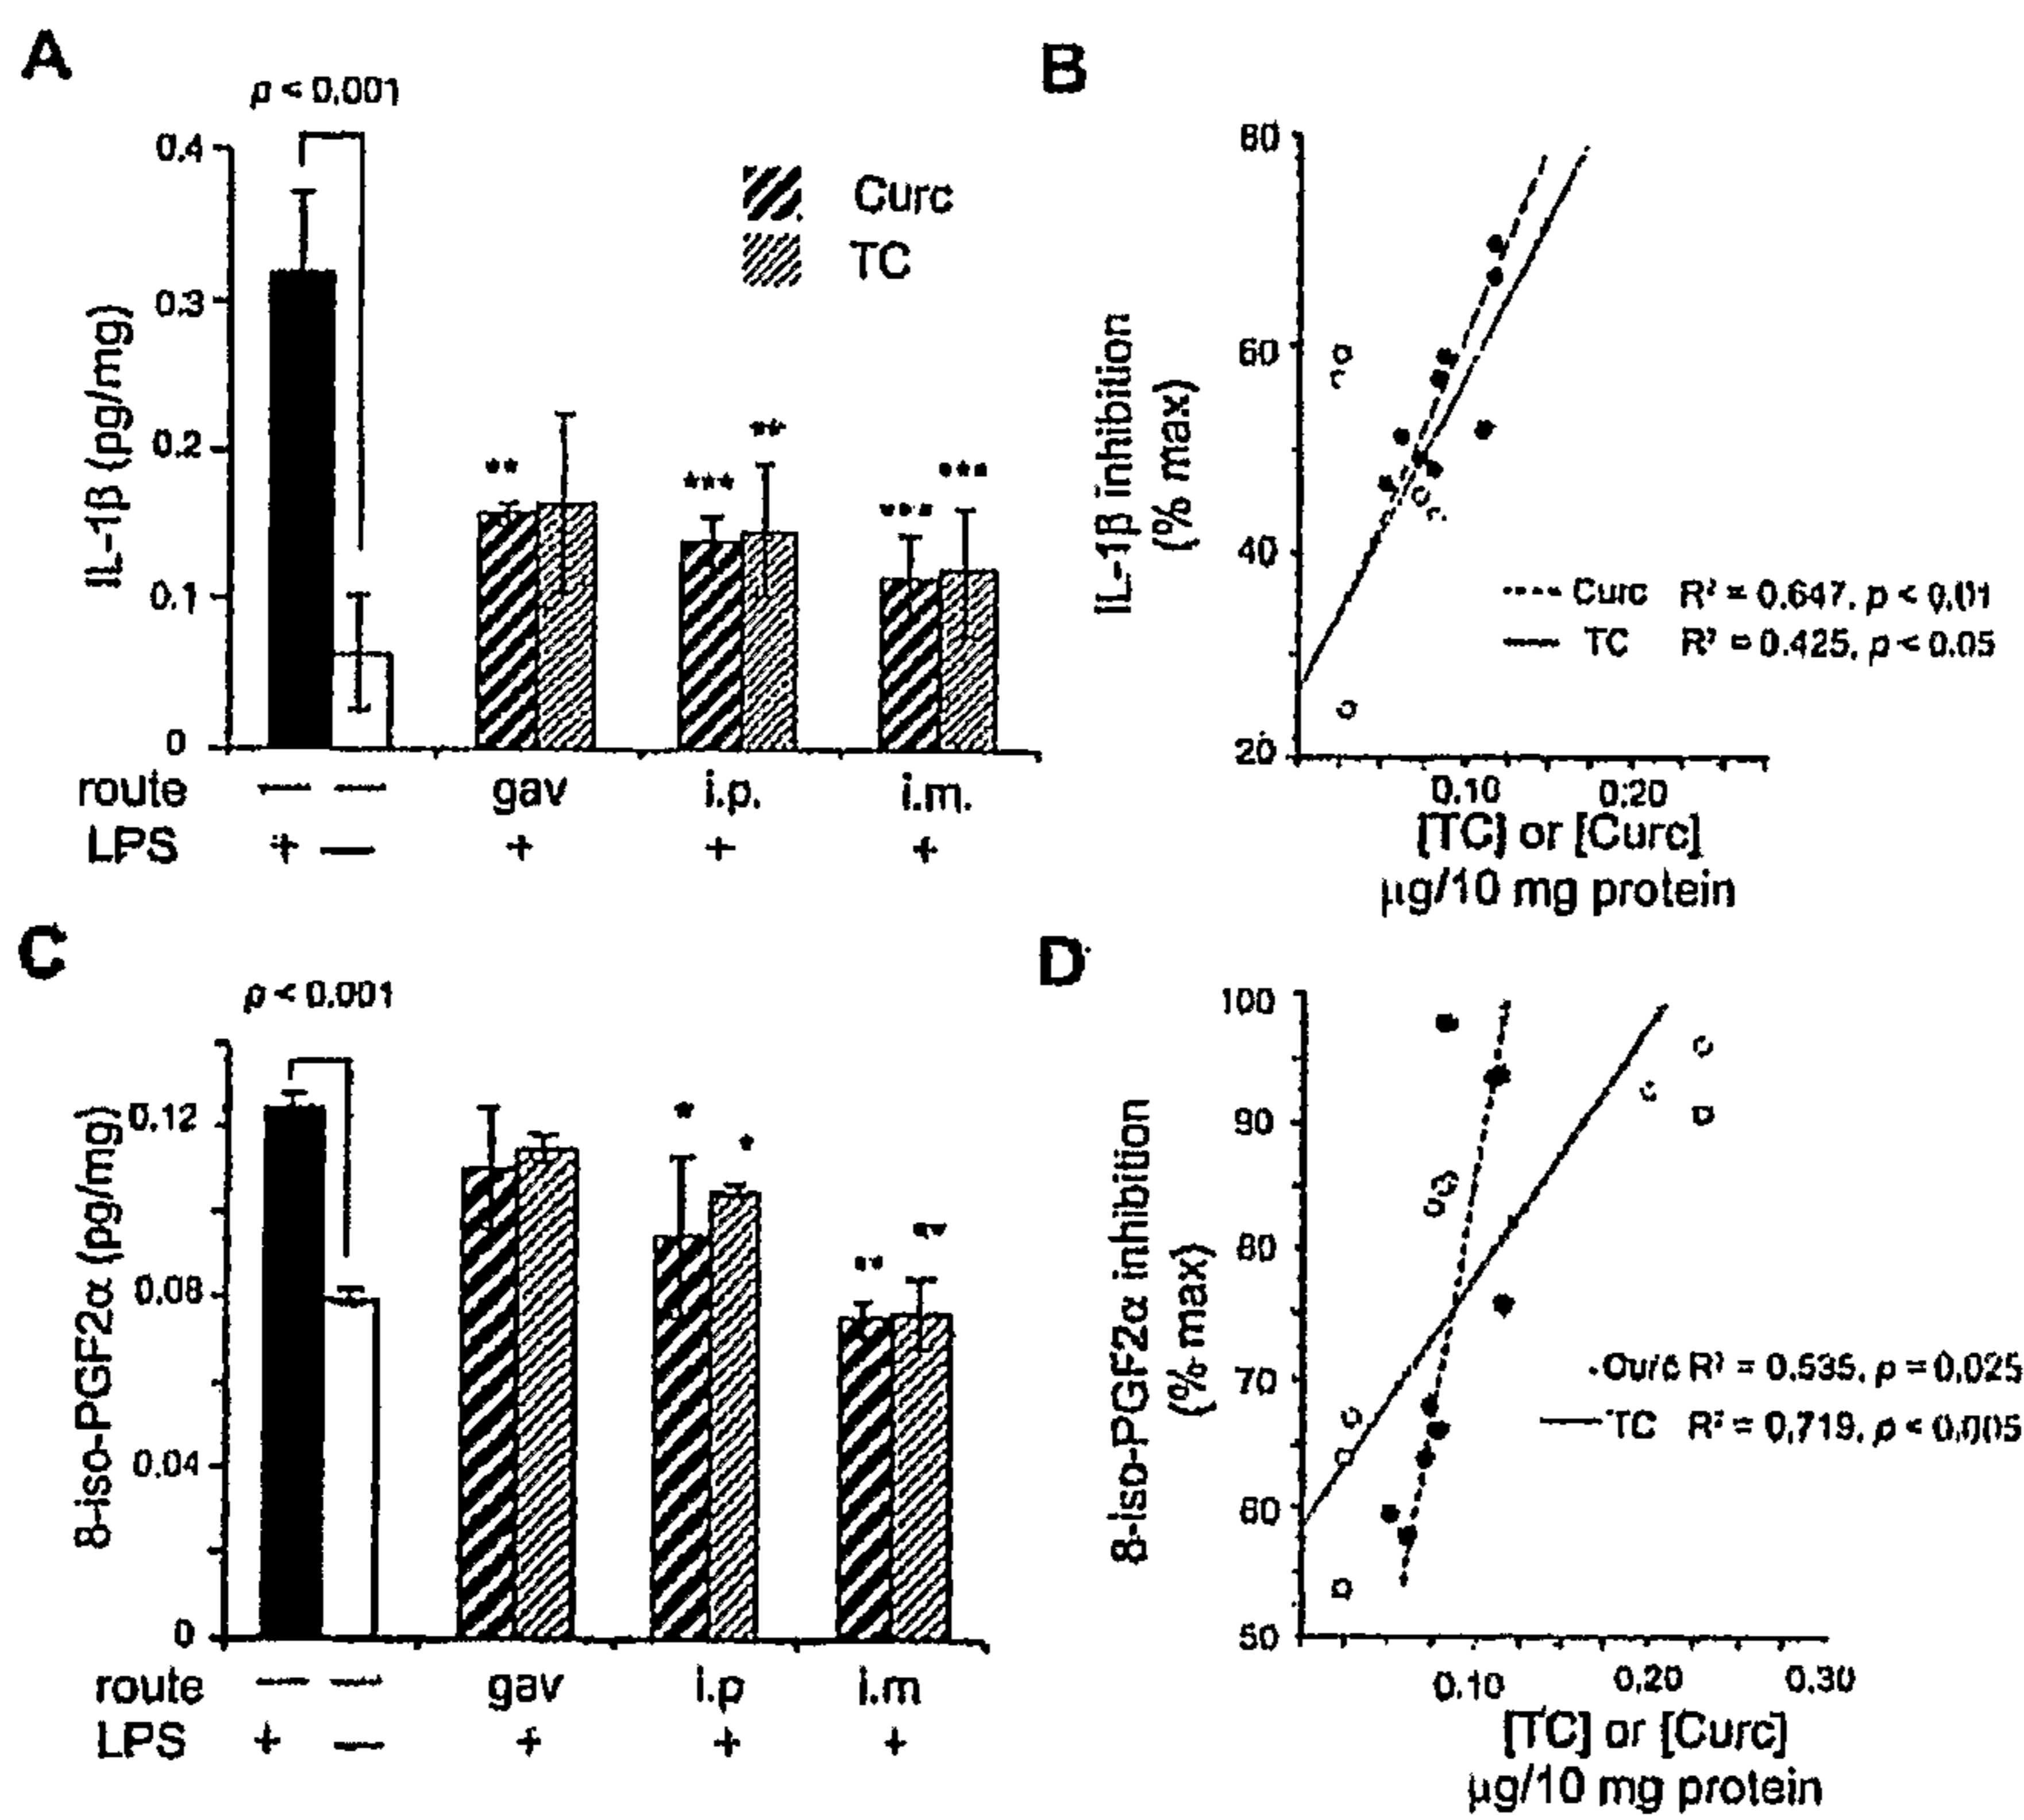 A
p < 0.001
0.4
0.3
0.2
0.1
0
IL-1β (pg/mg)
Curc
TC
**
***
**
***
***
route — — gav i.p. i.m.
LPS + — + + +
B
80
60
40
20
IL-1β inhibition
(% max)
Curc R² = 0.647, p < 0.01
TC R² = 0.425, p < 0.05
0.10 0.20
[TC] or [Curc]
μg/10 mg protein
C
p < 0.001
0.12
0.08
0.04
0
8-iso-PGF2α (pg/mg)
*
*
**
**
route — — gav i.p i.m
LPS + — + + +
D
100
90
80
70
60
50
8-iso-PGF2α inhibition
(% max)
R² = 0.535, p = 0.025
TC R² = 0.719, p < 0.005
0.10 0.20 0.30
[TC] or [Curc]
μg/10 mg protein